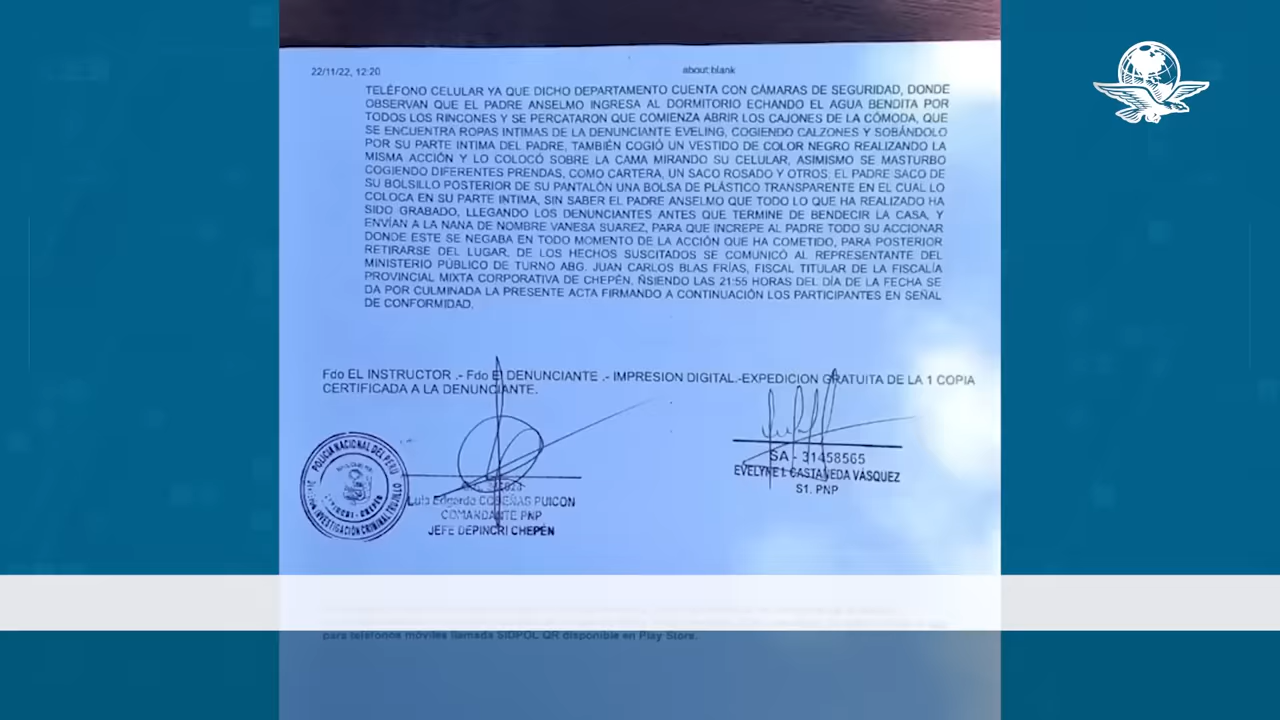 22/11/22, 12:20
about:blank
TELÉFONO CELULAR YA QUE DICHO DEPARTAMENTO CUENTA CON CÁMARAS DE SEGURIDAD, DONDE
OBSERVAN QUE EL PADRE ANSELMO INGRESA AL DORMITORIO ECHANDO EL AGUA BENDITA POR
TODOS LOS RINCONES Y SE PERCATARON QUE COMIENZA ABRIR LOS CAJONES DE LA CÓMODA, QUE
SE ENCUENTRA ROPAS INTIMAS DE LA DENUNCIANTE EVELING, COGIENDO CALZONES Y SOBÁNDOLO
POR SU PARTE INTIMA DEL PADRE, TAMBIÉN COGIÓ UN VESTIDO DE COLOR NEGRO REALIZANDO LA
MISMA ACCIÓN Y LO COLOCÓ SOBRE LA CAMA MIRANDO SU CELULAR, ASIMISMO SE MASTURBO
COGIENDO DIFERENTES PRENDAS, COMO CARTERA, UN SACO ROSADO Y OTROS; EL PADRE SACO DE
SU BOLSILLO POSTERIOR DE SU PANTALÓN UNA BOLSA DE PLÁSTICO TRANSPARENTE EN EL CUAL LO
COLOCA EN SU PARTE INTIMA, SIN SABER EL PADRE ANSELMO QUE TODO LO QUE HA REALIZADO HA
SIDO GRABADO, LLEGANDO LOS DENUNCIANTES ANTES QUE TERMINE DE BENDECIR LA CASA, Y
ENVÍAN A LA NANA DE NOMBRE VANESA SUAREZ, PARA QUE INCREPE AL PADRE TODO SU ACCIONAR
DONDE ESTE SE NEGABA EN TODO MOMENTO DE LA ACCIÓN QUE HA COMETIDO, PARA POSTERIOR
RETIRARSE DEL LUGAR, DE LOS HECHOS SUSCITADOS SE COMUNICÓ AL REPRESENTANTE DEL
MINISTERIO PÚBLICO DE TURNO ABG. JUAN CARLOS BLAS FRÍAS, FISCAL TITULAR DE LA FISCALÍA
PROVINCIAL MIXTA CORPORATIVA DE CHEPÉN. ÑSIENDO LAS 21:55 HORAS DEL DÍA DE LA FECHA SE
DA POR CULMINADA LA PRESENTE ACTA FIRMANDO A CONTINUACIÓN LOS PARTICIPANTES EN SEÑAL
DE CONFORMIDAD.
Fdo EL INSTRUCTOR .- Fdo El DENUNCIANTE .- IMPRESION DIGITAL.-EXPEDICION GRATUITA DE LA 1 COPIA
CERTIFICADA A LA DENUNCIANTE.
POLICIA NACIONAL DEL PERU
INVESTIGACIÓN CRIMINAL TRUJILLO
CHEPÉN
Luis Edgardo PUICON
COMANDANTE PNP
JEFE DEPINCRI CHEPÉN
SA - 31458565
EVELYNE I. CASTAÑEDA VASQUEZ
S1. PNP
para teléfonos móviles llamada SIDPOL QR disponible en Play Store.